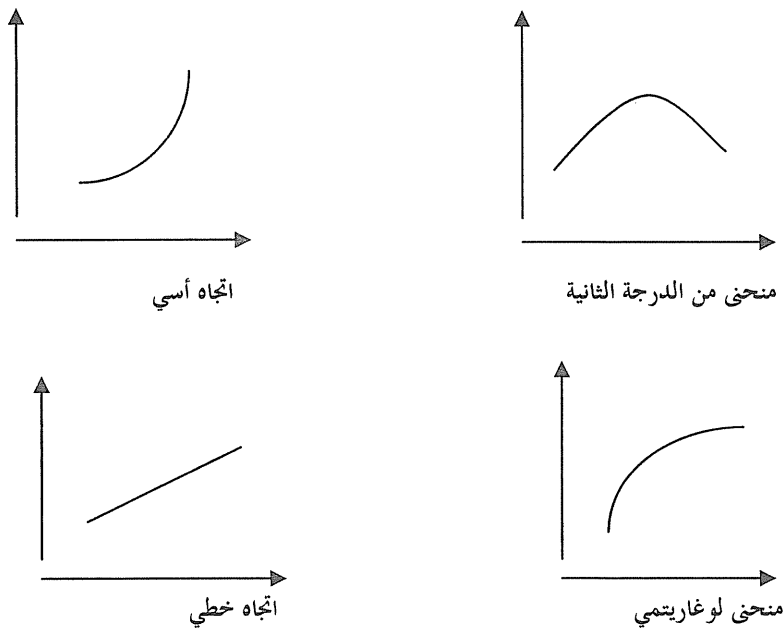 منحنى من الدرجة الثانية
اتجاه أسي
منحنى لوغاريتمي
اتجاه خطي